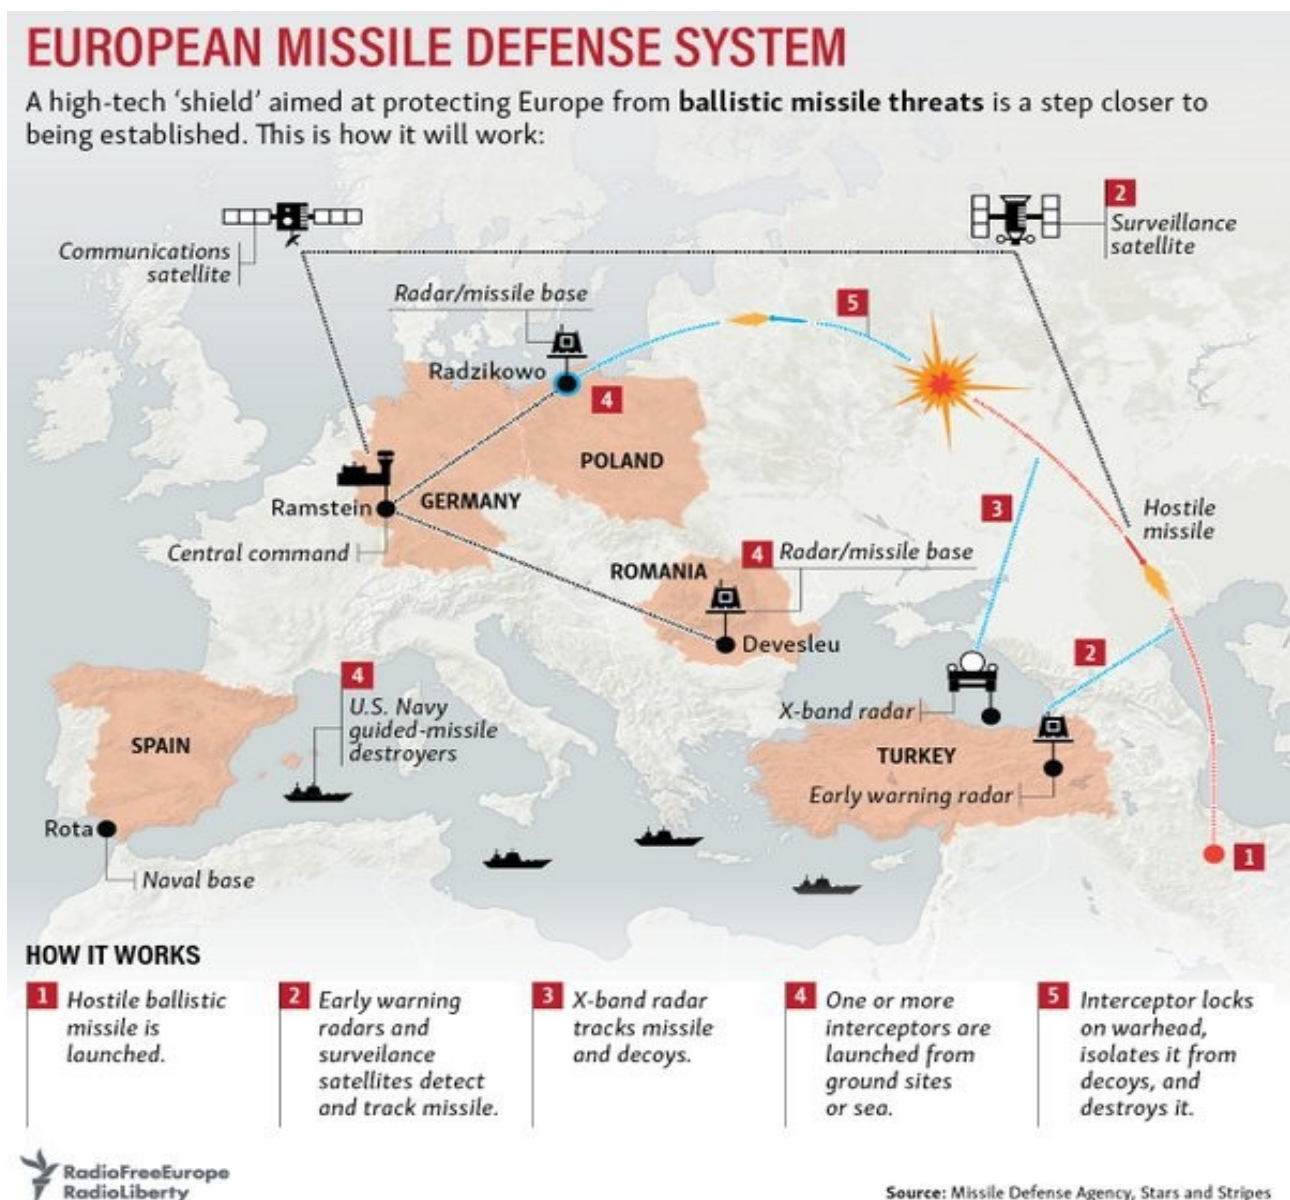 EUROPEAN MISSILE DEFENSE SYSTEM
A high-tech ‘shield’ aimed at protecting Europe from ballistic missile threats is a step closer to
being established. This is how it will work:
2
Surveillance
satellite
Communications
satellite
Radar/missile base
5
Radzikowo
4
POLAND
Ramstein
GERMANY
3
Hostile
missile
Central command
4 Radar/missile base
ROMANIA
Devesleu
2
4
U.S. Navy
guided-missile
destroyers
X-band radar
SPAIN
TURKEY
Early warning radar
Rota
1
Naval base
HOW IT WORKS
1 Hostile ballistic
missile is
launched.
2 Early warning
radars and
surveilance
satellites detect
and track missile.
3 X-band radar
tracks missile
and decoys.
4 One or more
interceptors are
launched from
ground sites
or sea.
5 Interceptor locks
on warhead,
isolates it from
decoys, and
destroys it.
RadioFreeEurope
RadioLiberty
Source: Missile Defense Agency, Stars and Stripes